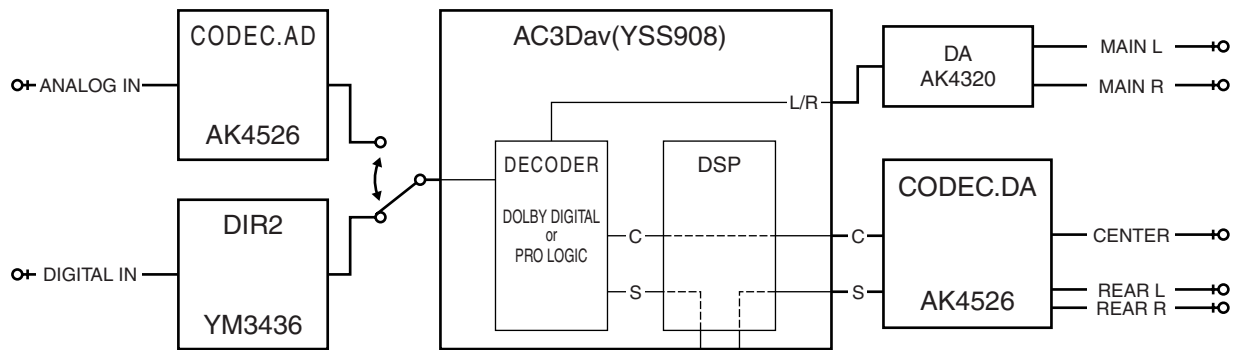 CODEC.AD
AK4526
ANALOG IN
DIR2
YM3436
DIGITAL IN
AC3Dav(YSS908)
L/R
DECODER
DOLBY DIGITAL
or
PRO LOGIC
DSP
C
S
C
S
DA
AK4320
MAIN L
MAIN R
CODEC.DA
AK4526
CENTER
REAR L
REAR R